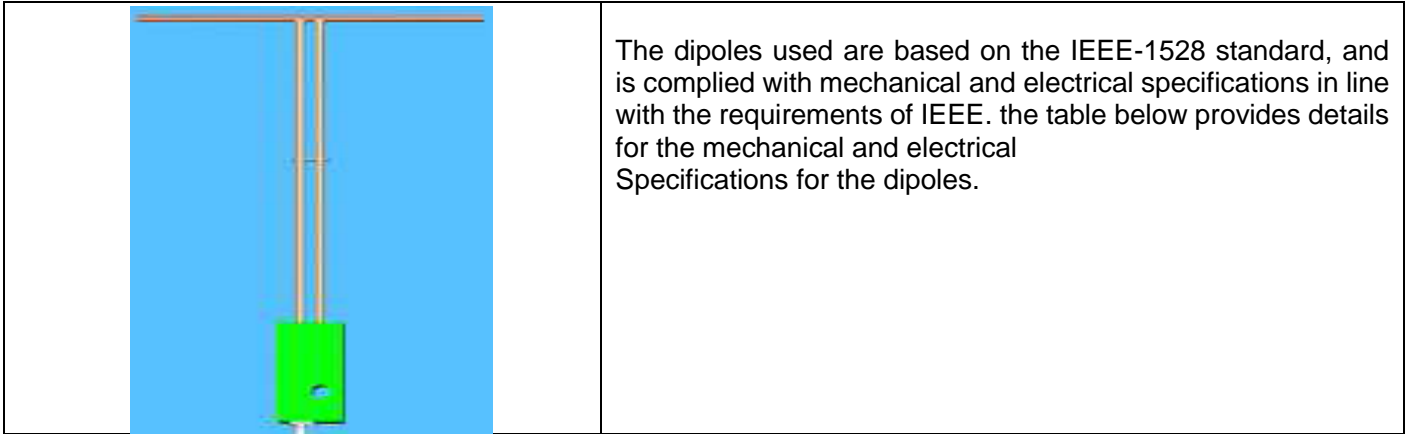 The dipoles used are based on the IEEE-1528 standard, and
is complied with mechanical and electrical specifications in line
with the requirements of IEEE. the table below provides details
for the mechanical and electrical
Specifications for the dipoles.